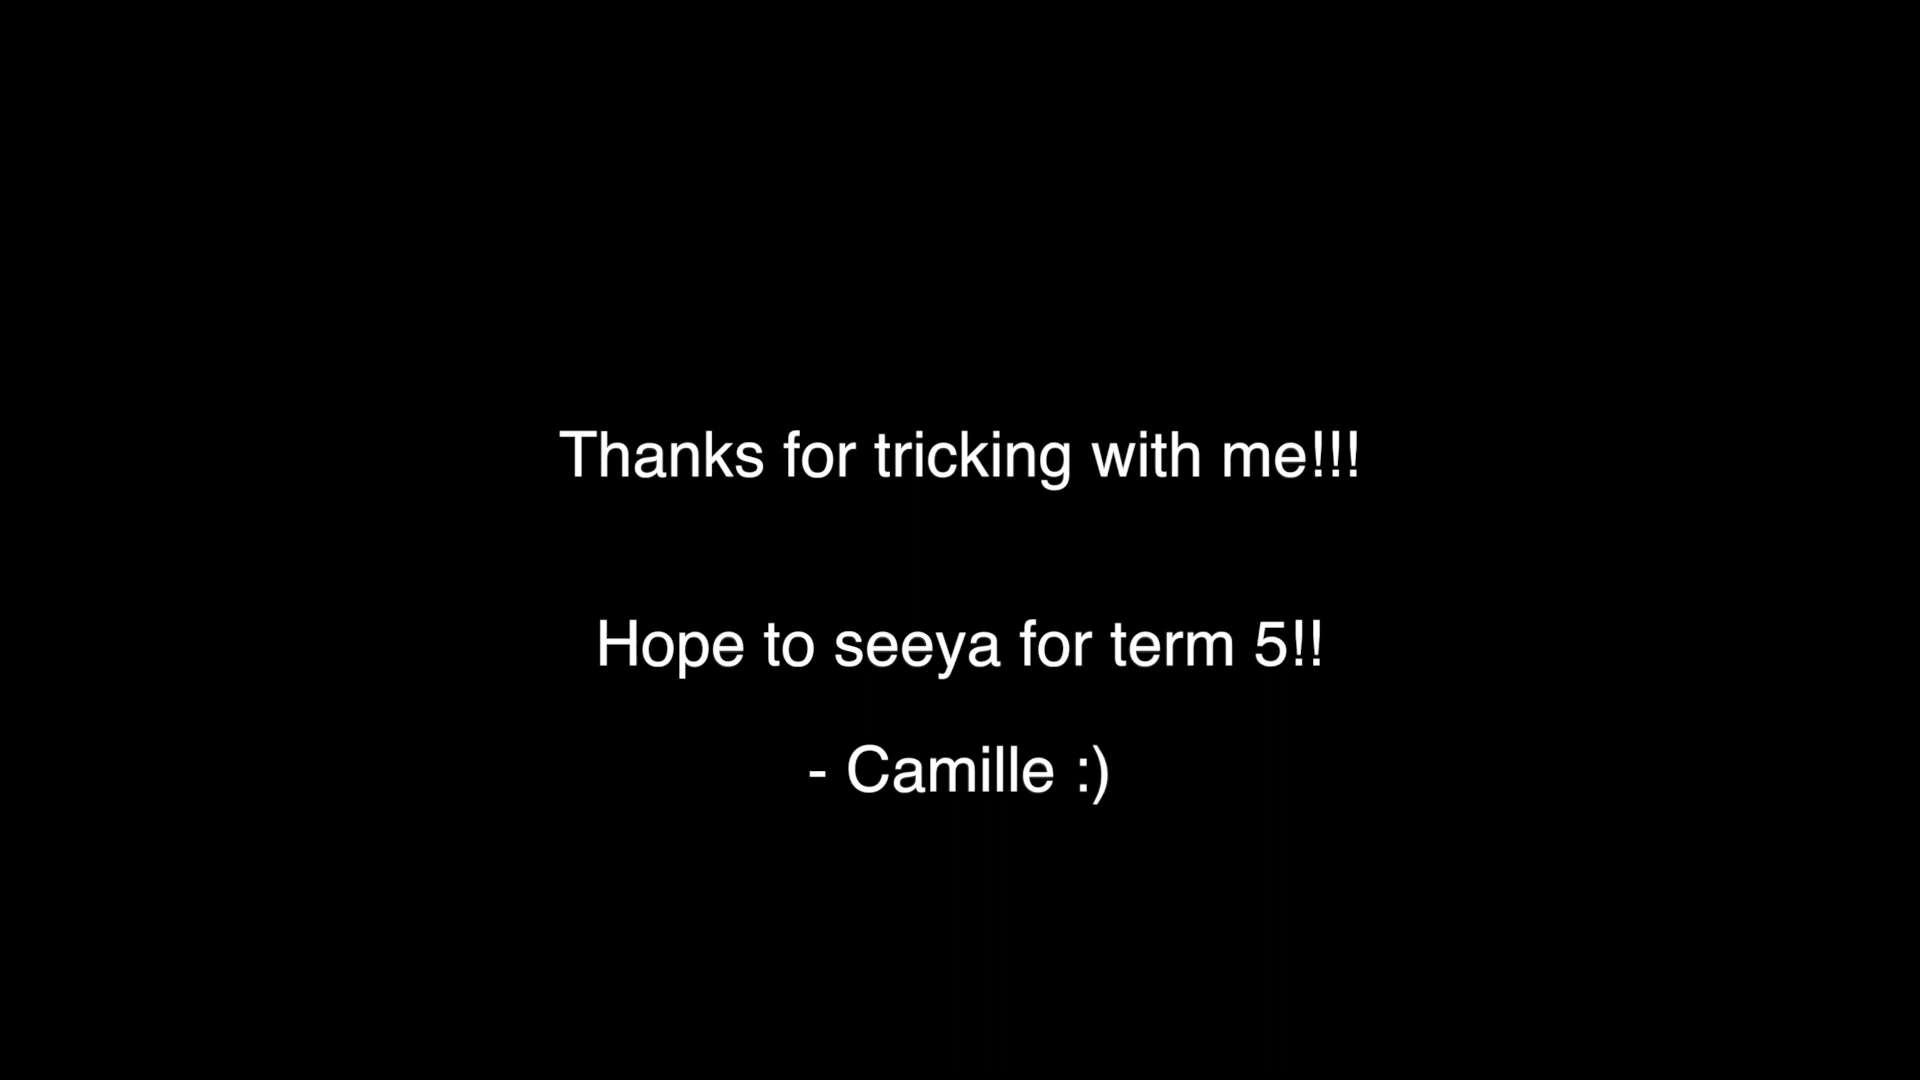 Thanks for tricking with me!!!
Hope to seeya for term 5!!
- Camille :)